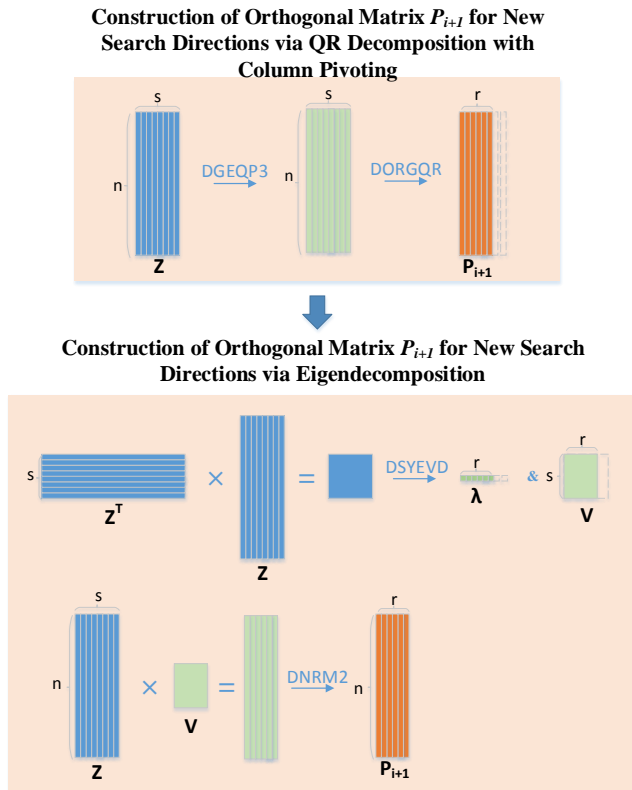 Construction of Orthogonal Matrix P_{i+1} for New
Search Directions via QR Decomposition with
Column Pivoting
s
s
r
n
DGEQP3
n
DORGQR
Z
P_{i+1}
Construction of Orthogonal Matrix P_{i+1} for New Search
Directions via Eigendecomposition
s
Z^T
×
Z
=
DSYEVD
r
λ
&
r
s
V
s
n
Z
×
V
=
DNRM2
r
n
P_{i+1}